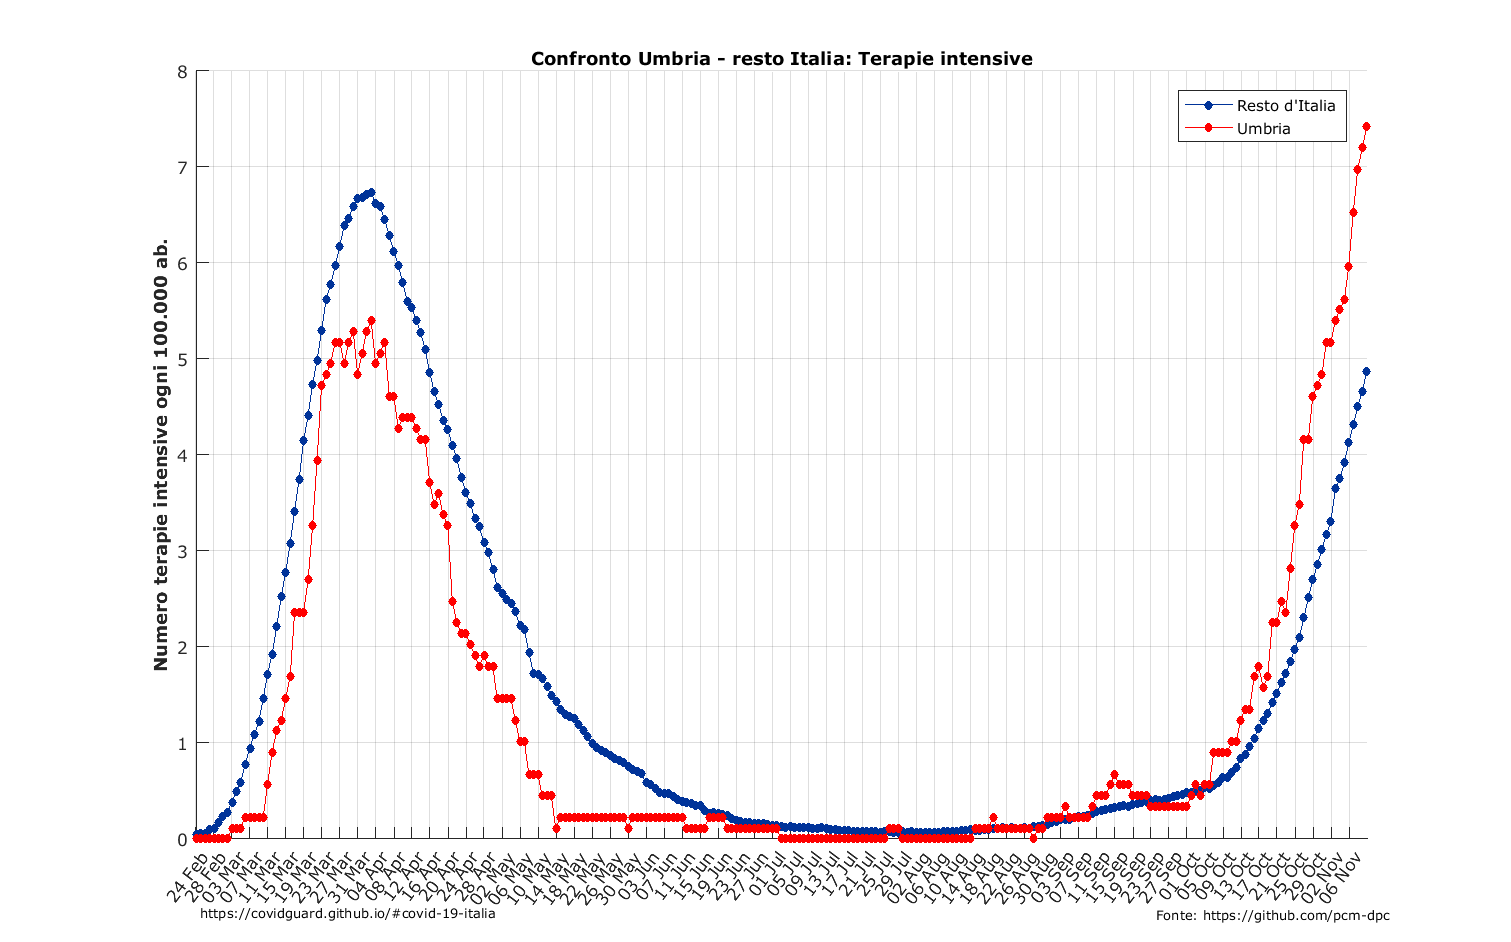 Confronto Umbria - resto Italia: Terapie intensive
Resto d'Italia
Umbria
Numero terapie intensive ogni 100.000 ab.
8
7
6
5
4
3
2
1
0
24 Feb
28 Feb
03 Mar
07 Mar
11 Mar
15 Mar
19 Mar
23 Mar
27 Mar
31 Mar
04 Apr
08 Apr
12 Apr
16 Apr
20 Apr
24 Apr
28 Apr
02 May
06 May
10 May
14 May
18 May
22 May
26 May
30 May
03 Jun
07 Jun
11 Jun
15 Jun
19 Jun
23 Jun
27 Jun
01 Jul
05 Jul
09 Jul
13 Jul
17 Jul
21 Jul
25 Jul
29 Jul
02 Aug
06 Aug
10 Aug
14 Aug
18 Aug
22 Aug
26 Aug
30 Aug
03 Sep
07 Sep
11 Sep
15 Sep
19 Sep
23 Sep
27 Sep
01 Oct
05 Oct
09 Oct
13 Oct
17 Oct
21 Oct
25 Oct
29 Oct
02 Nov
06 Nov
https://covidguard.github.io/#covid-19-italia
Fonte: https://github.com/pcm-dpc